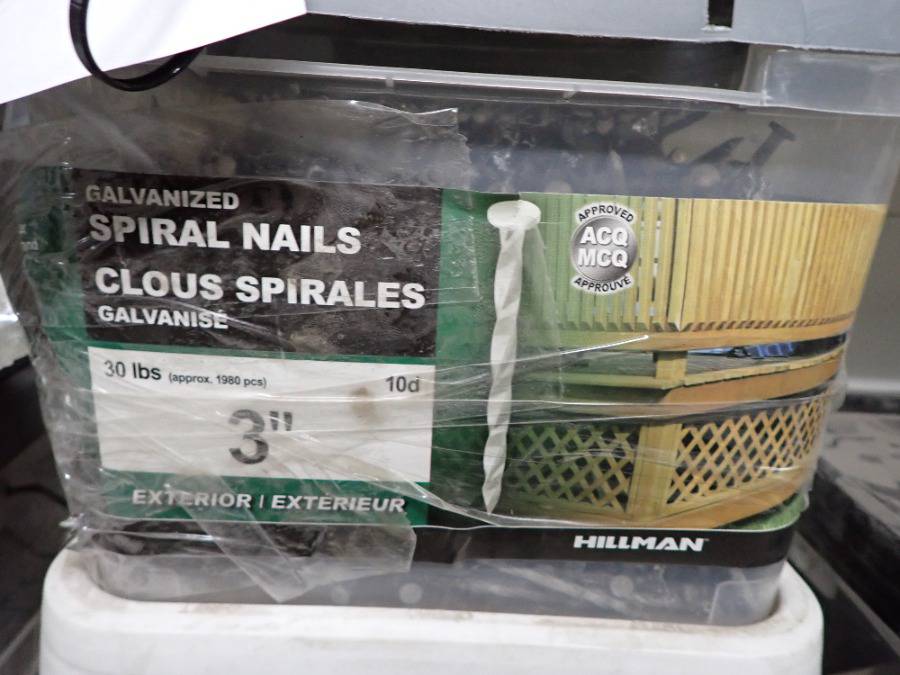 GALVANIZED
SPIRAL NAILS
CLOUS SPIRALES
GALVANISÉ
30 lbs (approx. 1980 pcs)
10d
3"
EXTERIOR / EXTÉRIEUR
APPROVED
ACQ
MCQ
APPROUVÉ
HILLMAN